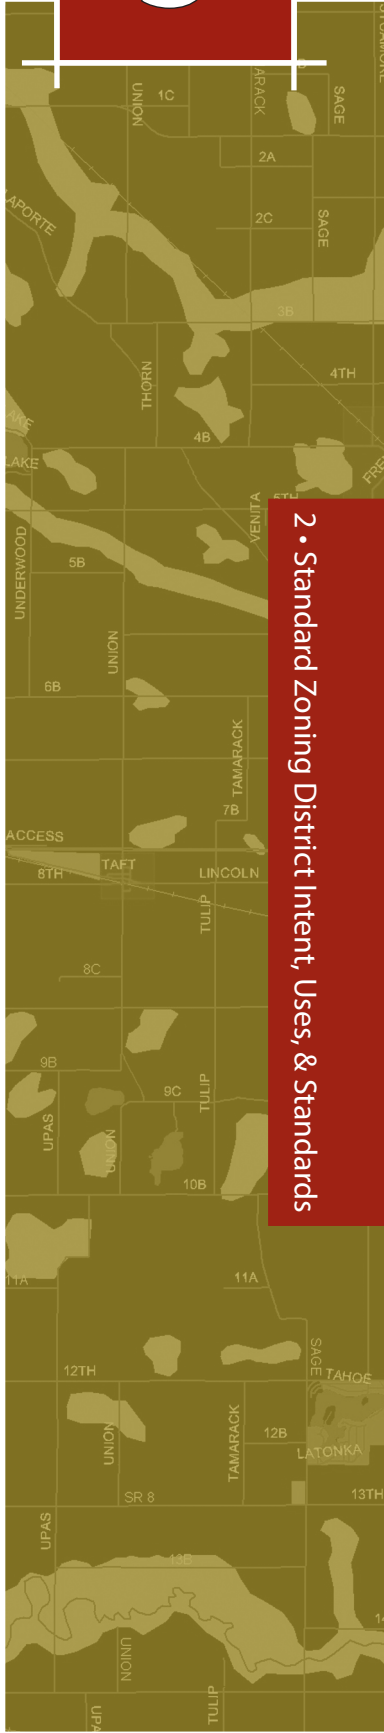 SYCAMORE
UNION
1C
SAGE
2A
LAPORTE
2C
SAGE
3B
THORN
4TH
4B
LAKE
VENITA
5TH
UNDERWOOD
5B
UNION
6B
TAMARACK
7B
ACCESS
8TH
TAFT
LINCOLN
TULIP
2 • Standard Zoning District Intent, Uses, & Standards
8C
9B
9C
TULIP
UPAS
UNION
10B
11A
11A
12TH
SAGE
TAHOE
UNION
TAMARACK
12B
LATONKA
SR 8
13TH
UPAS
13B
UNION
TULIP